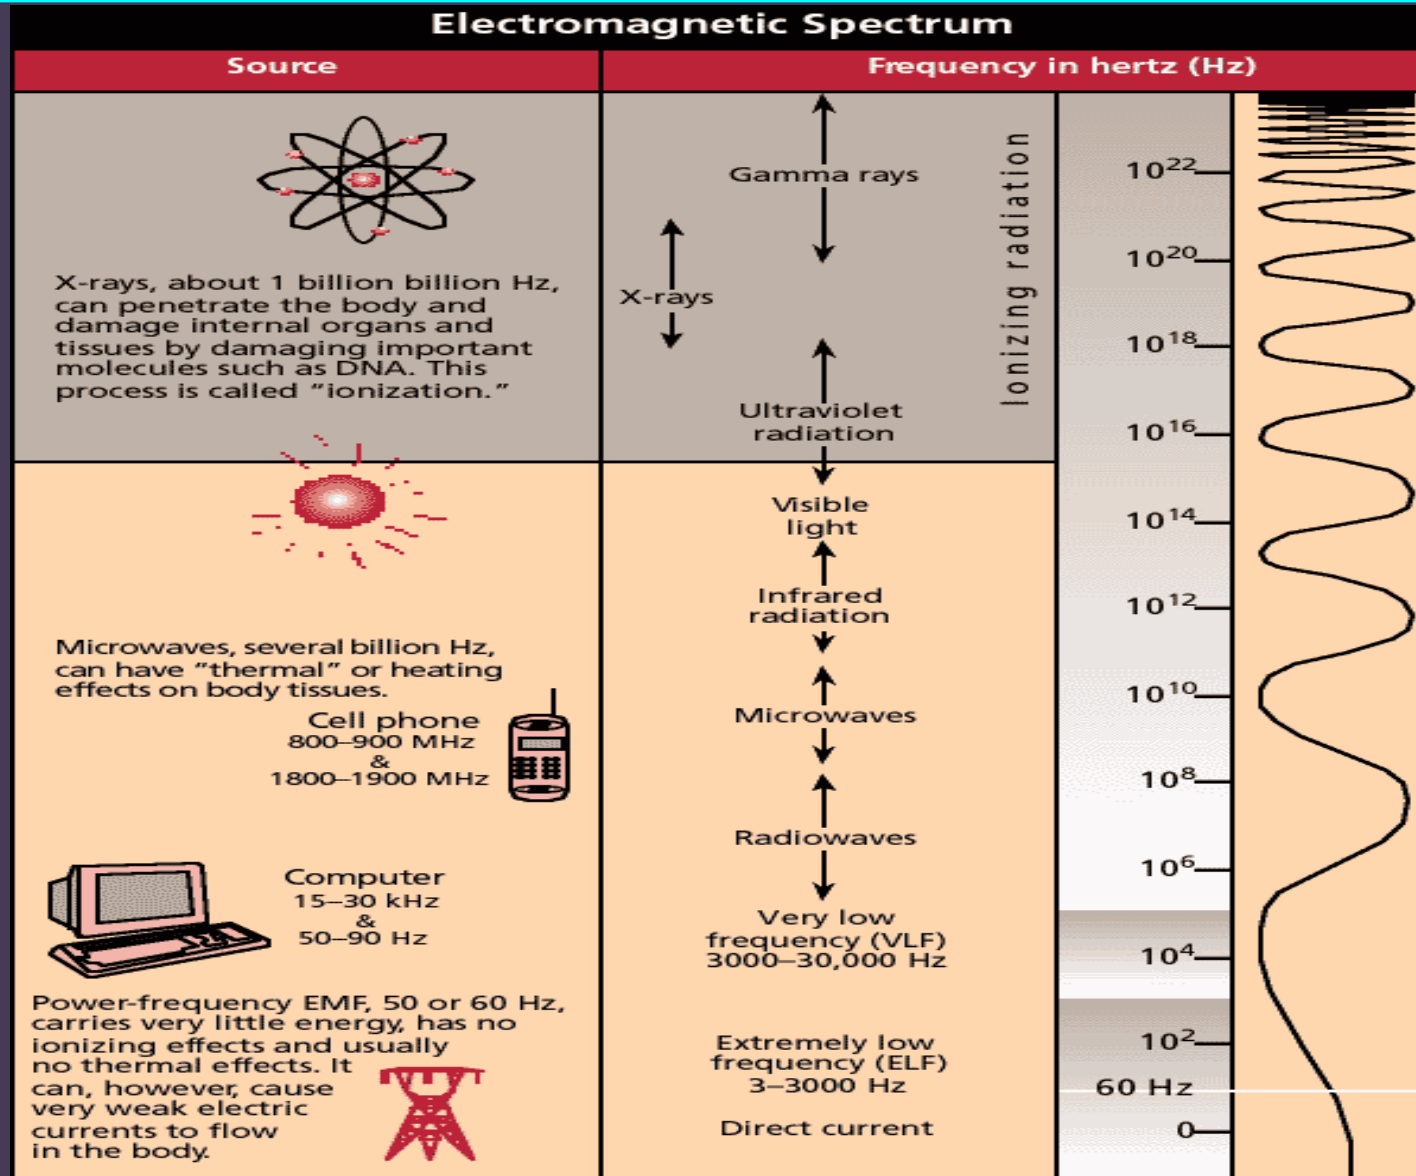 Electromagnetic Spectrum
Source
Frequency in hertz (Hz)
X-rays, about 1 billion billion Hz,
can penetrate the body and
damage internal organs and
tissues by damaging important
molecules such as DNA. This
process is called “ionization.”
Microwaves, several billion Hz,
can have “thermal” or heating
effects on body tissues.
Cell phone
800–900 MHz
&
1800–1900 MHz
Computer
15–30 kHz
&
50–90 Hz
Power-frequency EMF, 50 or 60 Hz,
carries very little energy, has no
ionizing effects and usually
no thermal effects. It
can, however, cause
very weak electric
currents to flow
in the body.
Gamma rays
X-rays
Ionizing radiation
Ultraviolet
radiation
Visible
light
Infrared
radiation
Microwaves
Radiowaves
Very low
frequency (VLF)
3000–30,000 Hz
Extremely low
frequency (ELF)
3–3000 Hz
Direct current
10²²
10²⁰
10¹⁸
10¹⁶
10¹⁴
10¹²
10¹⁰
10⁸
10⁶
10⁴
10²
60 Hz
0